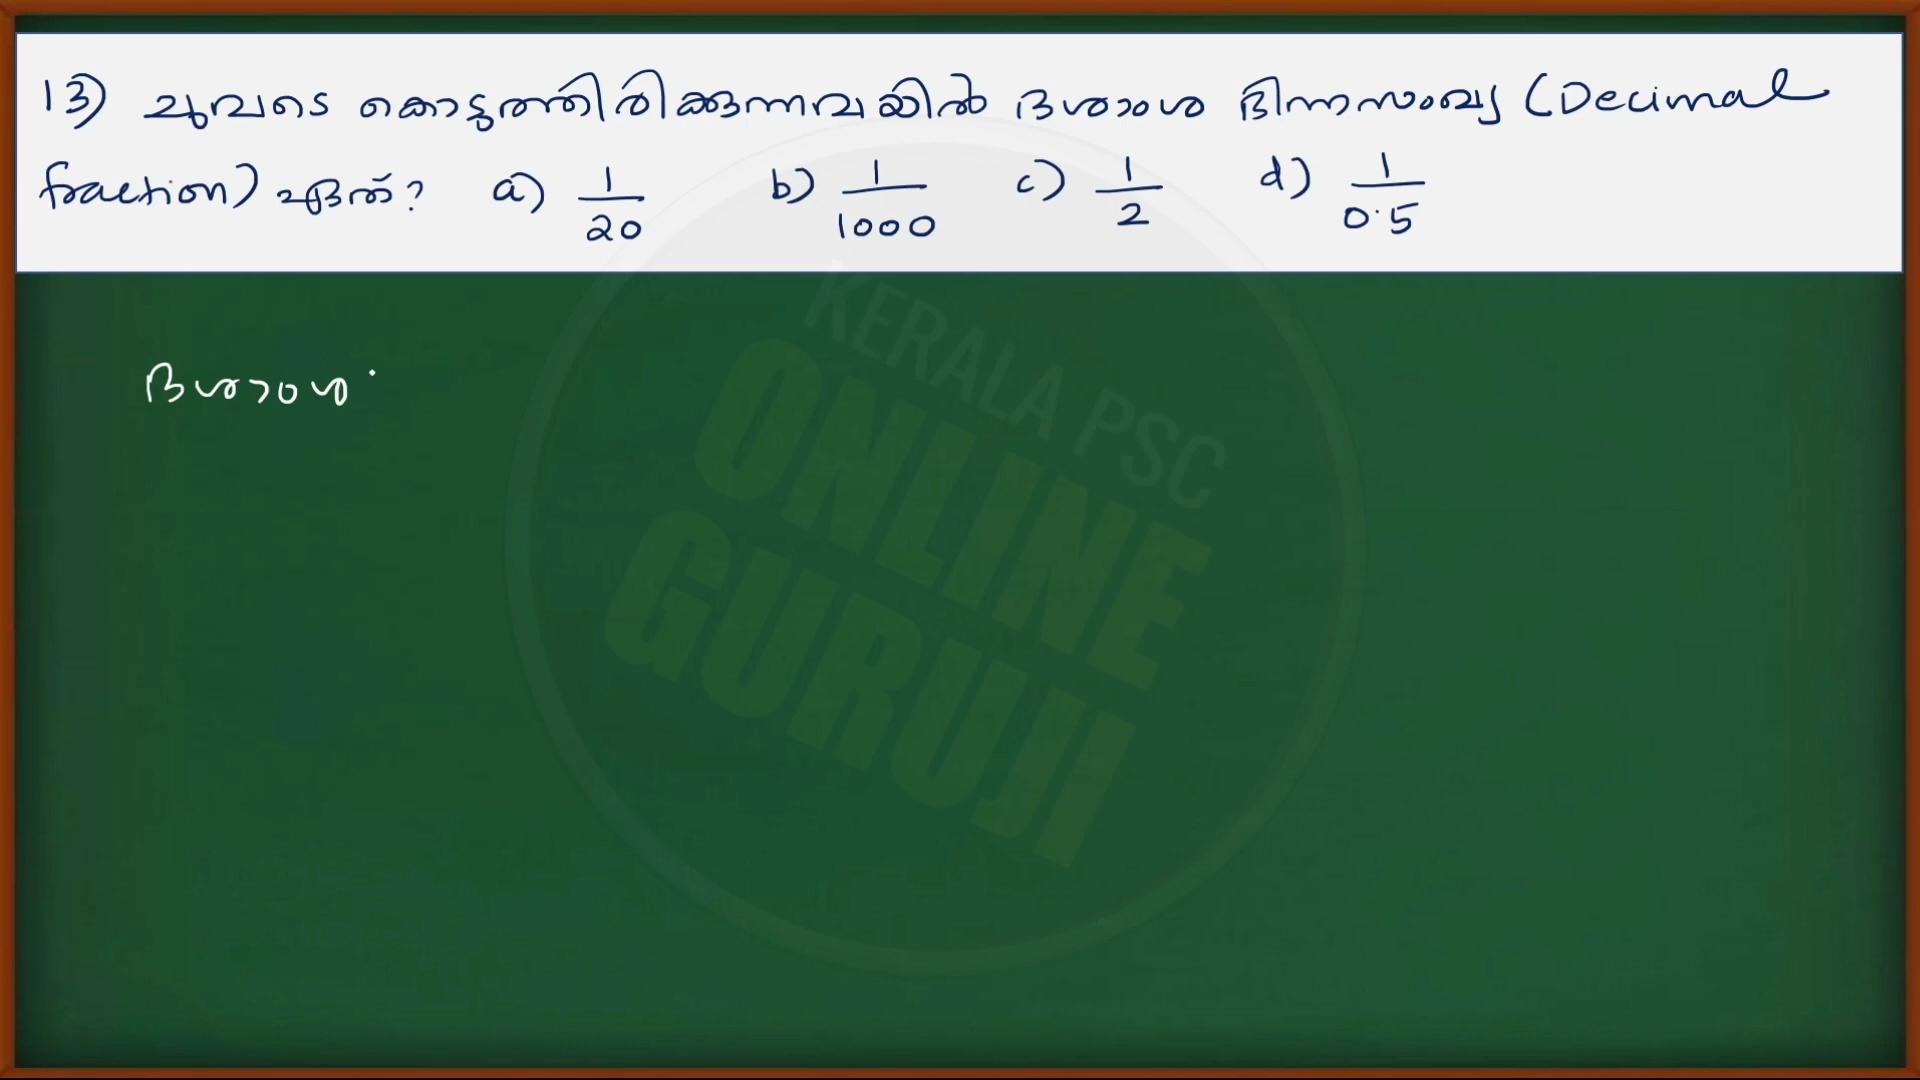 13) ചുവടെ കൊടുത്തിരിക്കുന്നവയിൽ ദശാംശ ഭിന്നസംഖ്യ (Decimal
fraction) ഏത്? a) 1/20 b) 1/1000 c) 1/2 d) 1/0.5
ദശാംശ
KERALA PSC
ONLINE
GURUJI